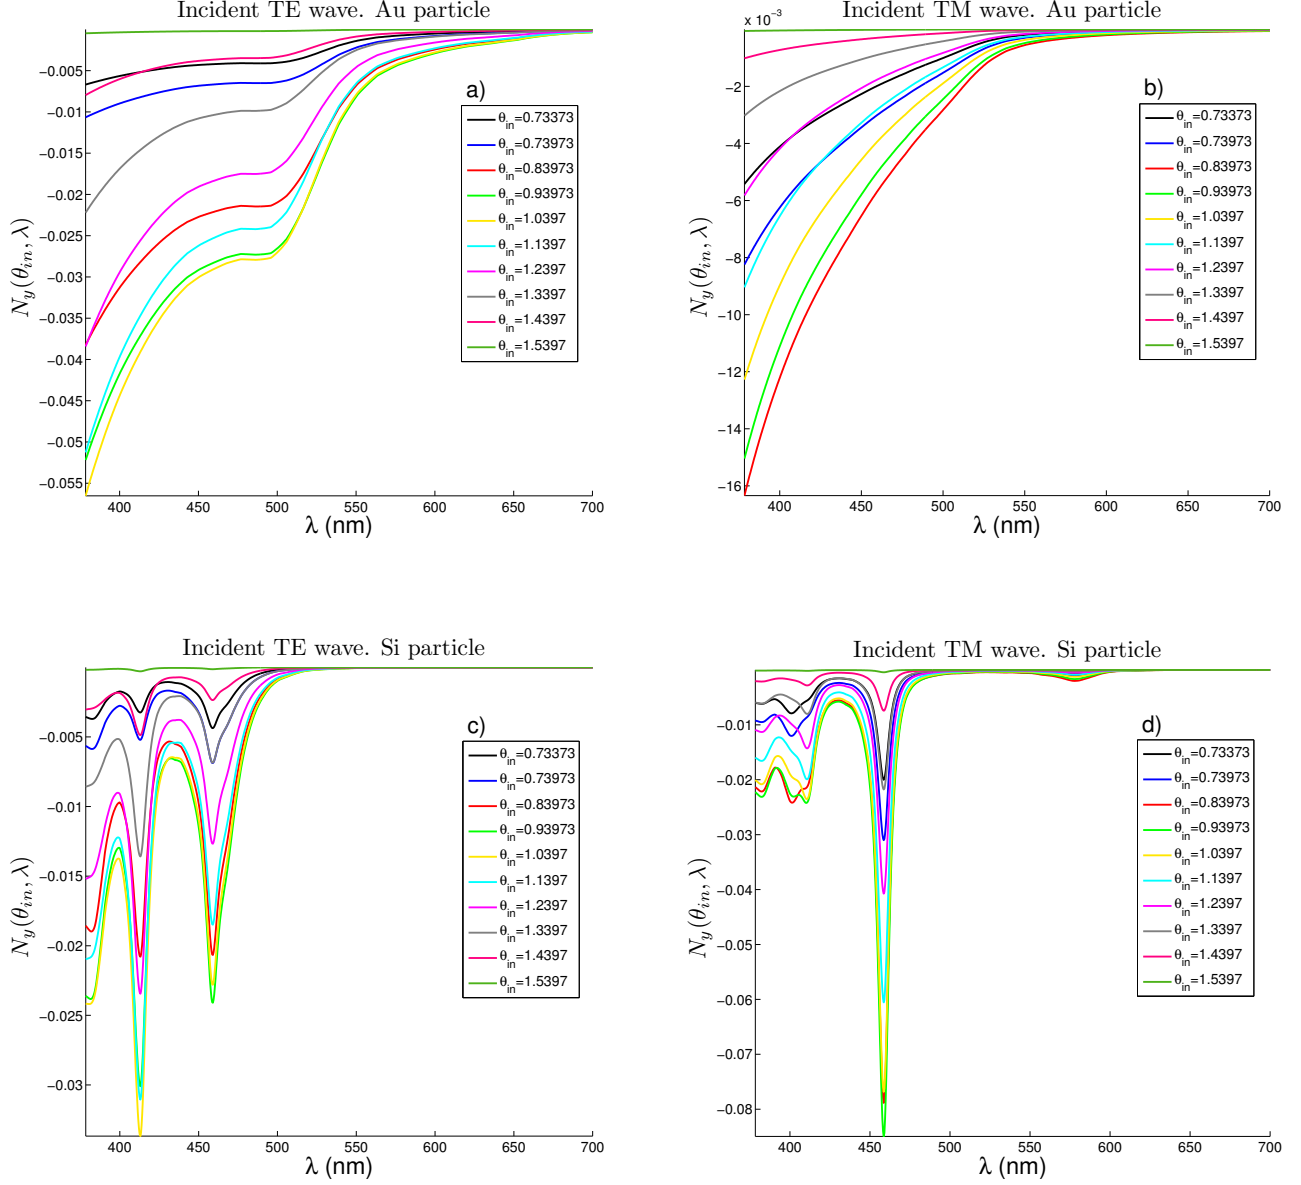 Incident TE wave. Au particle
a)
−0.005
−0.01
−0.015
−0.02
−0.025
−0.03
−0.035
−0.04
−0.045
−0.05
−0.055
N_y(θ_in, λ)
θ_in=0.73373
θ_in=0.73973
θ_in=0.83973
θ_in=0.93973
θ_in=1.0397
θ_in=1.1397
θ_in=1.2397
θ_in=1.3397
θ_in=1.4397
θ_in=1.5397
400 450 500 550 600 650 700
λ (nm)
Incident TM wave. Au particle
x 10⁻³
b)
−2
−4
−6
−8
−10
−12
−14
−16
N_y(θ_in, λ)
θ_in=0.73373
θ_in=0.73973
θ_in=0.83973
θ_in=0.93973
θ_in=1.0397
θ_in=1.1397
θ_in=1.2397
θ_in=1.3397
θ_in=1.4397
θ_in=1.5397
400 450 500 550 600 650 700
λ (nm)
Incident TE wave. Si particle
c)
−0.005
−0.01
−0.015
−0.02
−0.025
−0.03
N_y(θ_in, λ)
θ_in=0.73373
θ_in=0.73973
θ_in=0.83973
θ_in=0.93973
θ_in=1.0397
θ_in=1.1397
θ_in=1.2397
θ_in=1.3397
θ_in=1.4397
θ_in=1.5397
400 450 500 550 600 650 700
λ (nm)
Incident TM wave. Si particle
d)
−0.01
−0.02
−0.03
−0.04
−0.05
−0.06
−0.07
−0.08
N_y(θ_in, λ)
θ_in=0.73373
θ_in=0.73973
θ_in=0.83973
θ_in=0.93973
θ_in=1.0397
θ_in=1.1397
θ_in=1.2397
θ_in=1.3397
θ_in=1.4397
θ_in=1.5397
400 450 500 550 600 650 700
λ (nm)